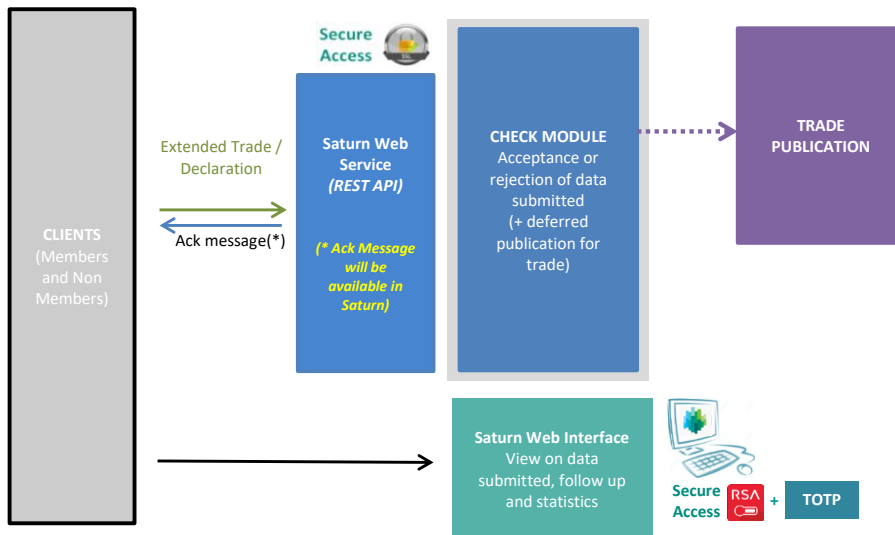 Secure
Access
SSL
Extended Trade /
Declaration
Ack message(*)
CLIENTS
(Members
and Non
Members)
Saturn Web
Service
(REST API)
(* Ack Message
will be
available in
Saturn)
CHECK MODULE
Acceptance or
rejection of data
submitted
(+ deferred
publication for
trade)
TRADE
PUBLICATION
Saturn Web Interface
View on data
submitted, follow up
and statistics
Secure
Access
RSA
+
TOTP